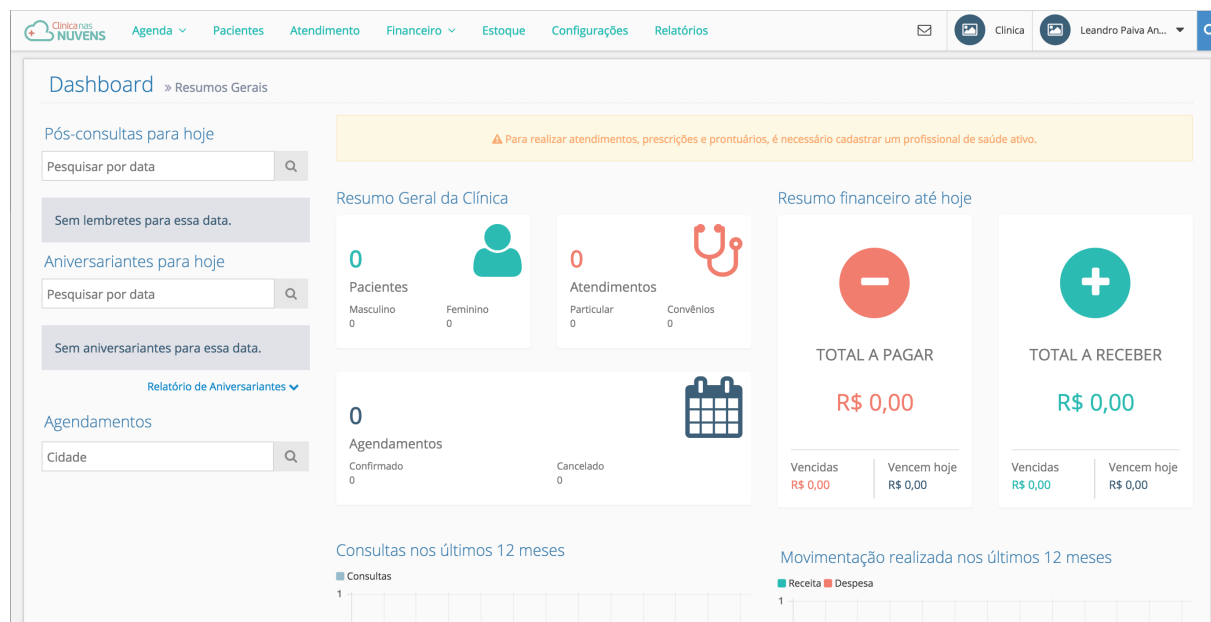 Clínica nas
NUVENS
Agenda
Pacientes
Atendimento
Financeiro
Estoque
Configurações
Relatórios
Clinica
Leandro Paiva An...
Dashboard » Resumos Gerais
Pós-consultas para hoje
Pesquisar por data
Sem lembretes para essa data.
Aniversariantes para hoje
Pesquisar por data
Sem aniversariantes para essa data.
Relatório de Aniversariantes
Agendamentos
Cidade
Para realizar atendimentos, prescrições e prontuários, é necessário cadastrar um profissional de saúde ativo.
Resumo Geral da Clínica
0
Pacientes
Masculino Feminino
0 0
0
Atendimentos
Particular Convênios
0 0
0
Agendamentos
Confirmado Cancelado
0 0
Resumo financeiro até hoje
TOTAL A PAGAR
R$ 0,00
Vencidas Vencem hoje
R$ 0,00 R$ 0,00
TOTAL A RECEBER
R$ 0,00
Vencidas Vencem hoje
R$ 0,00 R$ 0,00
Consultas nos últimos 12 meses
Consultas
1
Movimentação realizada nos últimos 12 meses
Receita Despesa
1